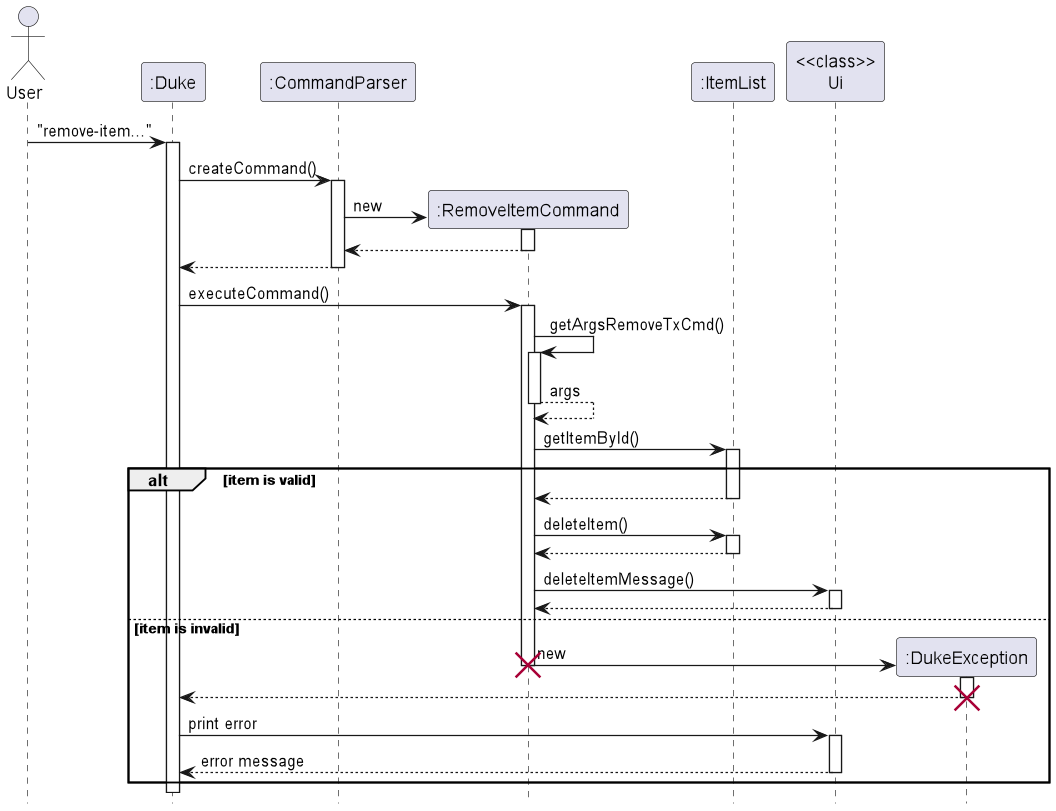 <<class>>
User
:Duke
:CommandParser
:ItemList
Ui
"remove-item..."
createCommand()
new
:RemoveItemCommand
executeCommand()
getArgsRemoveTxCmd()
args
getItemById()
alt
[item is valid]
deleteItem()
deleteItemMessage()
[item is invalid]
new
:DukeException
print error
error message